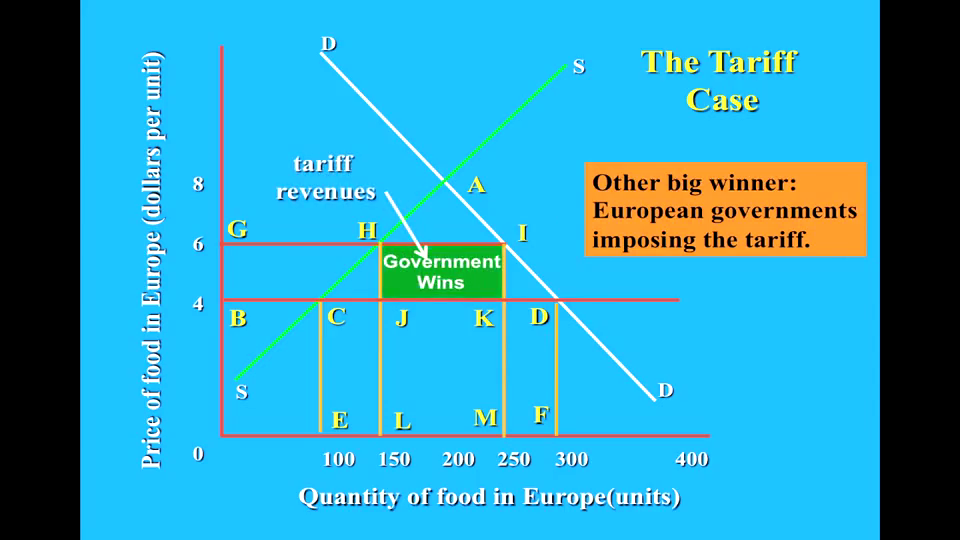 The Tariff
Case
D
S
tariff
revenues
8
A
Other big winner:
European governments
imposing the tariff.
G
H
I
6
Government
Wins
4
B
C
J
K
D
S
D
E
L
M
F
0
100
150
200
250
300
400
Price of food in Europe (dollars per unit)
Quantity of food in Europe(units)